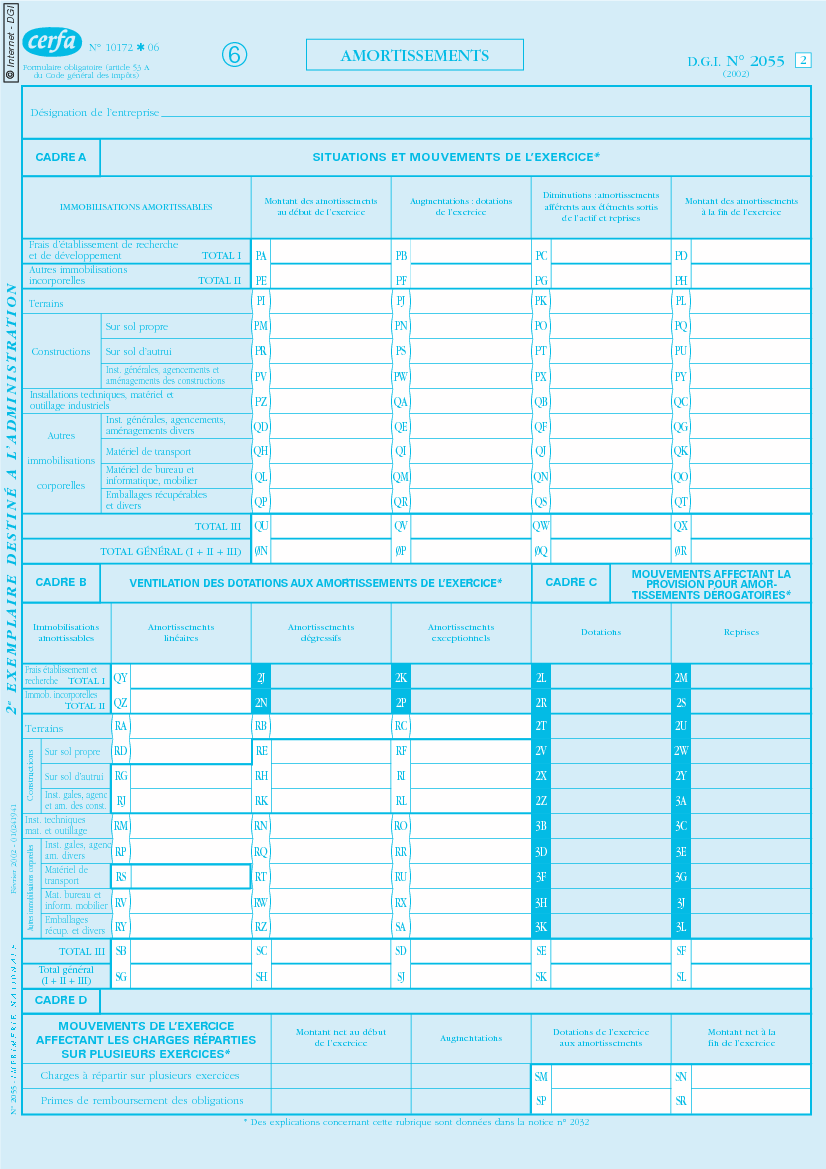 © Internet - DGI
cerfa
N° 10172 ✱ 06
Formulaire obligatoire (article 53 A
du Code général des impôts)
⑥
AMORTISSEMENTS
D.G.I. N° 2055
2
(2002)
Désignation de l'entreprise
CADRE A
SITUATIONS ET MOUVEMENTS DE L'EXERCICE*
IMMOBILISATIONS AMORTISSABLES
Montant des amortissements
au début de l'exercice
Augmentations : dotations
de l'exercice
Diminutions : amortissements
afférents aux éléments sortis
de l'actif et reprises
Montant des amortissements
à la fin de l'exercice
Frais d'établissement de recherche
et de développement TOTAL I PA PB PC PD
Autres immobilisations
incorporelles TOTAL II PE PF PG PH
Terrains PI PJ PK PL
Constructions
Sur sol propre PM PN PO PQ
Sur sol d'autrui PR PS PT PU
Inst. générales, agencements et
aménagements des constructions PV PW PX PY
Installations techniques, matériel et
outillage industriels PZ QA QB QC
Autres
immobilisations
corporelles
Inst. générales, agencements,
aménagements divers QD QE QF QG
Matériel de transport QH QI QJ QK
Matériel de bureau et
informatique, mobilier QL QM QN QO
Emballages récupérables
et divers QP QR QS QT
TOTAL III QU QV QW QX
TOTAL GÉNÉRAL (I + II + III) ØN ØP ØQ ØR
CADRE B
VENTILATION DES DOTATIONS AUX AMORTISSEMENTS DE L'EXERCICE*
CADRE C
MOUVEMENTS AFFECTANT LA
PROVISION POUR AMOR-
TISSEMENTS DÉROGATOIRES*
Immobilisations
amortissables
Amortissements
linéaires
Amortissements
dégressifs
Amortissements
exceptionnels
Dotations
Reprises
Frais établissement et
recherche TOTAL I QY 2J 2K 2L 2M
Immob. incorporelles
TOTAL II QZ 2N 2P 2R 2S
Terrains RA RB RC 2T 2U
Constructions
Sur sol propre RD RE RF 2V 2W
Sur sol d'autrui RG RH RI 2X 2Y
Inst. gales, agenc
et am. des const. RJ RK RL 2Z 3A
Inst. techniques
mat. et outillage RM RN RO 3B 3C
Autres immobilisations corporelles
Inst. gales, agenc
am. divers RP RQ RR 3D 3E
Matériel de
transport RS RT RU 3F 3G
Mat. bureau et
inform. mobilier RV RW RX 3H 3J
Emballages
récup. et divers RY RZ SA 3K 3L
TOTAL III SB SC SD SE SF
Total général
(I + II + III) SG SH SJ SK SL
CADRE D
MOUVEMENTS DE L'EXERCICE
AFFECTANT LES CHARGES RÉPARTIES
SUR PLUSIEURS EXERCICES*
Montant net au début
de l'exercice
Augmentations
Dotations de l'exercice
aux amortissements
Montant net à la
fin de l'exercice
Charges à répartir sur plusieurs exercices SM SN
Primes de remboursement des obligations SP SR
* Des explications concernant cette rubrique sont données dans la notice n° 2032
2e EXEMPLAIRE DESTINÉ A L'ADMINISTRATION
N° 2055 - IMPRIMERIE NATIONALE